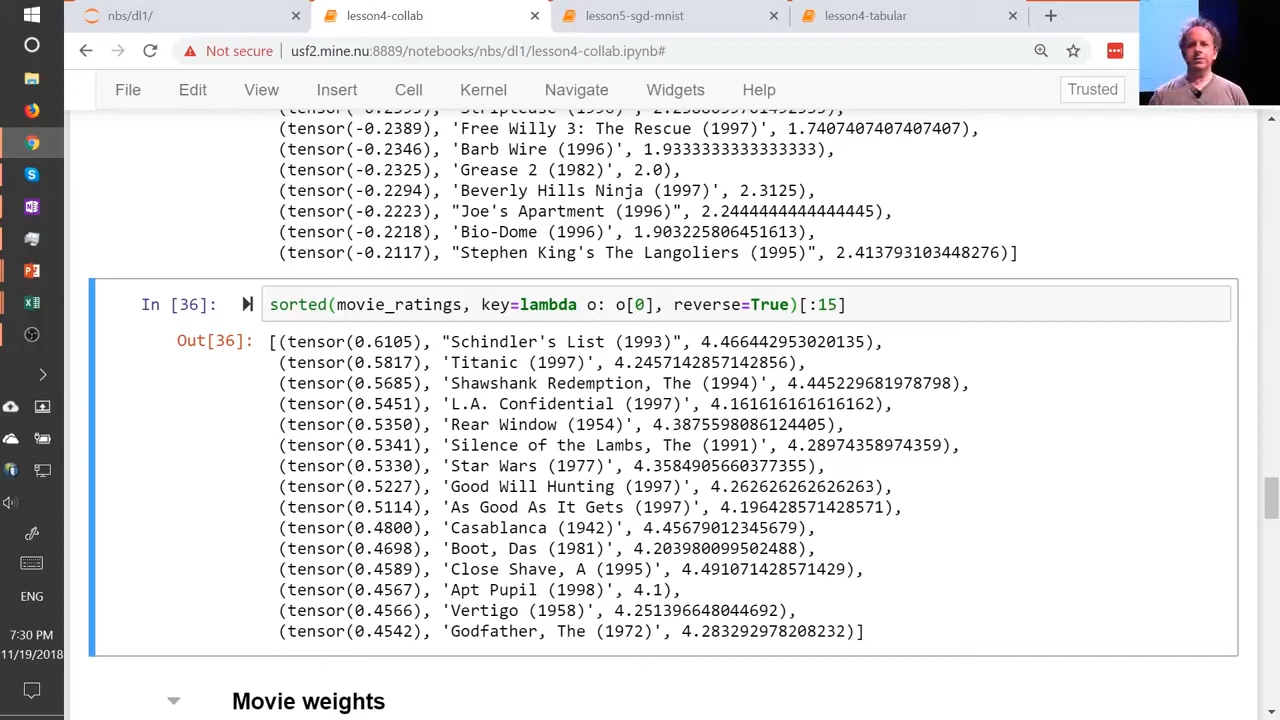 nbs/dl1/
lesson4-collab
lesson5-sgd-mnist
lesson4-tabular
Not secure
usf2.mine.nu:8889/notebooks/nbs/dl1/lesson4-collab.ipynb#
File Edit View Insert Cell Kernel Navigate Widgets Help
Trusted
(tensor(-0.2389), 'Free Willy 3: The Rescue (1997)', 1.7407407407407407),
(tensor(-0.2346), 'Barb Wire (1996)', 1.9333333333333333),
(tensor(-0.2325), 'Grease 2 (1982)', 2.0),
(tensor(-0.2294), 'Beverly Hills Ninja (1997)', 2.3125),
(tensor(-0.2223), "Joe's Apartment (1996)", 2.2444444444444445),
(tensor(-0.2218), 'Bio-Dome (1996)', 1.903225806451613),
(tensor(-0.2117), "Stephen King's The Langoliers (1995)", 2.413793103448276)]
In [36]: sorted(movie_ratings, key=lambda o: o[0], reverse=True)[:15]
Out[36]: [(tensor(0.6105), "Schindler's List (1993)", 4.466442953020135),
(tensor(0.5817), 'Titanic (1997)', 4.2457142857142856),
(tensor(0.5685), 'Shawshank Redemption, The (1994)', 4.445229681978798),
(tensor(0.5451), 'L.A. Confidential (1997)', 4.161616161616162),
(tensor(0.5350), 'Rear Window (1954)', 4.3875598086124405),
(tensor(0.5341), 'Silence of the Lambs, The (1991)', 4.28974358974359),
(tensor(0.5330), 'Star Wars (1977)', 4.3584905660377355),
(tensor(0.5227), 'Good Will Hunting (1997)', 4.262626262626263),
(tensor(0.5114), 'As Good As It Gets (1997)', 4.196428571428571),
(tensor(0.4800), 'Casablanca (1942)', 4.45679012345679),
(tensor(0.4698), 'Boot, Das (1981)', 4.203980099502488),
(tensor(0.4589), 'Close Shave, A (1995)', 4.491071428571429),
(tensor(0.4567), 'Apt Pupil (1998)', 4.1),
(tensor(0.4566), 'Vertigo (1958)', 4.251396648044692),
(tensor(0.4542), 'Godfather, The (1972)', 4.283292978208232)]
Movie weights
ENG
7:30 PM
11/19/2018